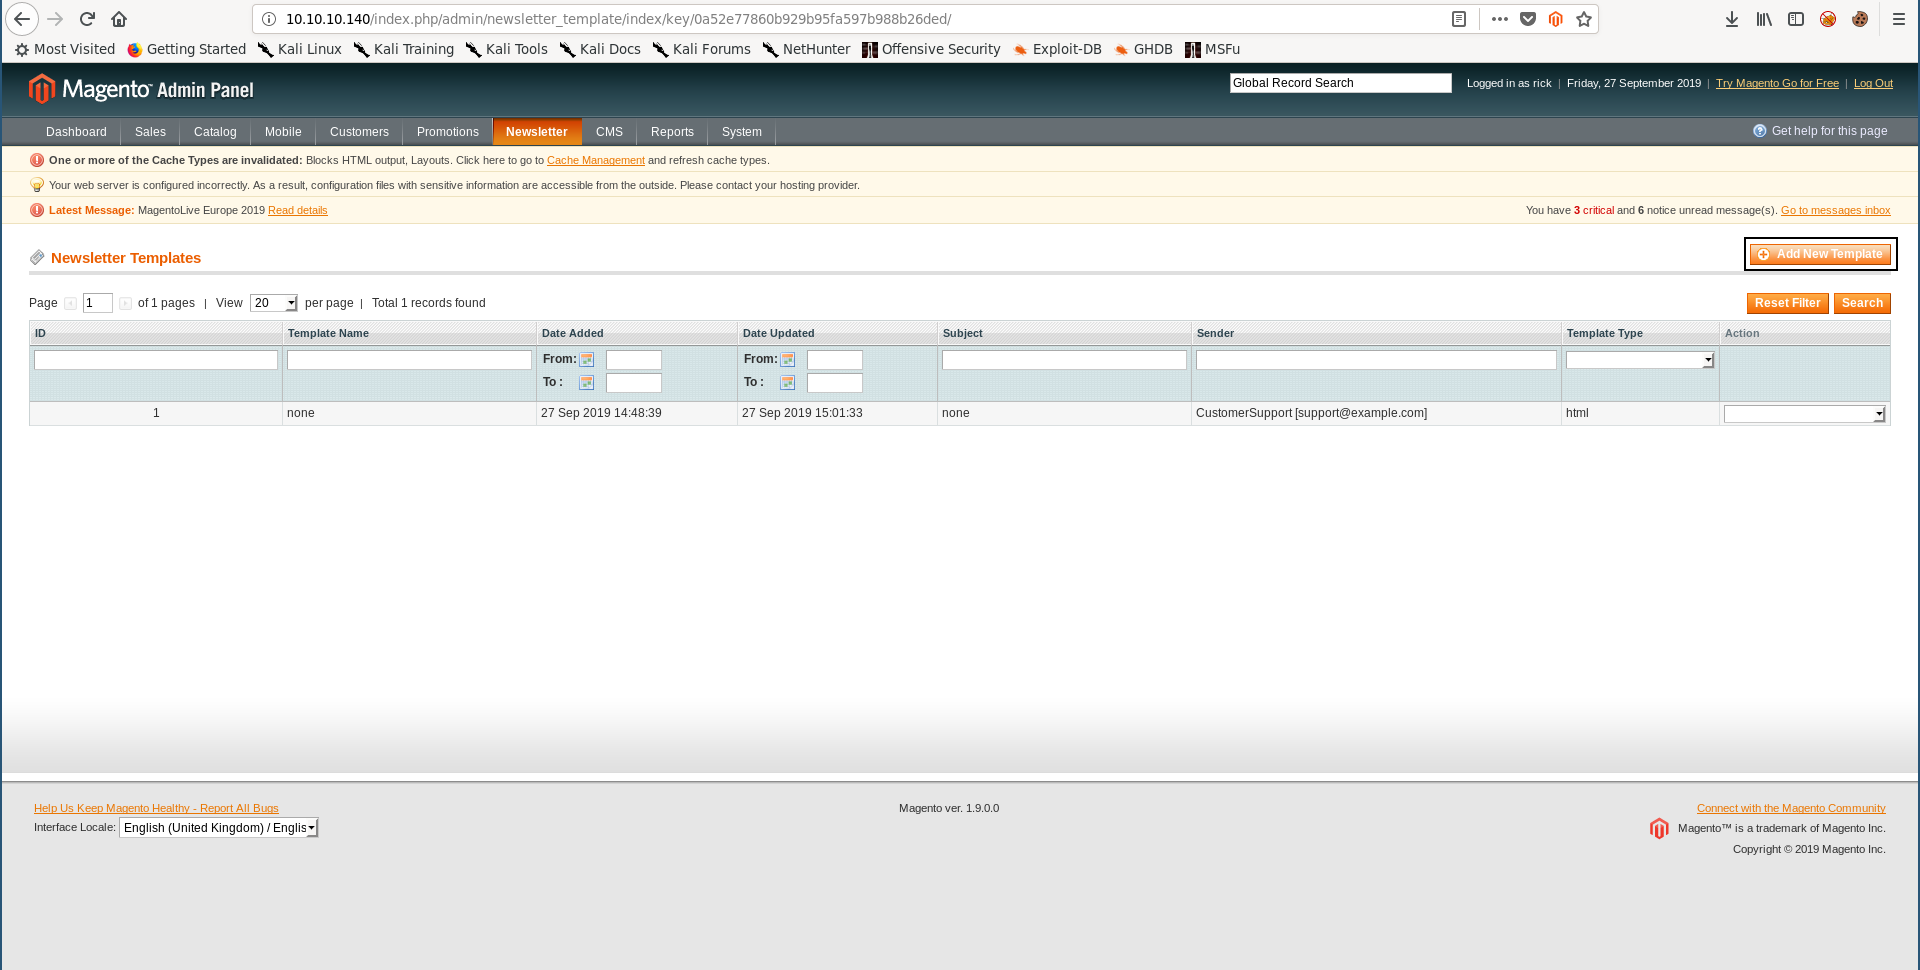 10.10.10.140/index.php/admin/newsletter_template/index/key/0a52e77860b929b95fa597b988b26ded/
Most Visited Getting Started Kali Linux Kali Training Kali Tools Kali Docs Kali Forums NetHunter Offensive Security Exploit-DB GHDB MSFu
Magento™ Admin Panel Global Record Search Logged in as rick | Friday, 27 September 2019 | Try Magento Go for Free | Log Out
Dashboard Sales Catalog Mobile Customers Promotions Newsletter CMS Reports System Get help for this page
One or more of the Cache Types are invalidated: Blocks HTML output, Layouts. Click here to go to Cache Management and refresh cache types.
Your web server is configured incorrectly. As a result, configuration files with sensitive information are accessible from the outside. Please contact your hosting provider.
Latest Message: MagentoLive Europe 2019 Read details You have 3 critical and 6 notice unread message(s). Go to messages inbox
Newsletter Templates Add New Template
Page 1 of 1 pages | View 20 per page | Total 1 records found Reset Filter Search
ID Template Name Date Added Date Updated Subject Sender Template Type Action
From: From:
To : To :
1 none 27 Sep 2019 14:48:39 27 Sep 2019 15:01:33 none CustomerSupport [support@example.com] html
Help Us Keep Magento Healthy - Report All Bugs Magento ver. 1.9.0.0 Connect with the Magento Community
Interface Locale: English (United Kingdom) / Englis Magento™ is a trademark of Magento Inc.
Copyright © 2019 Magento Inc.